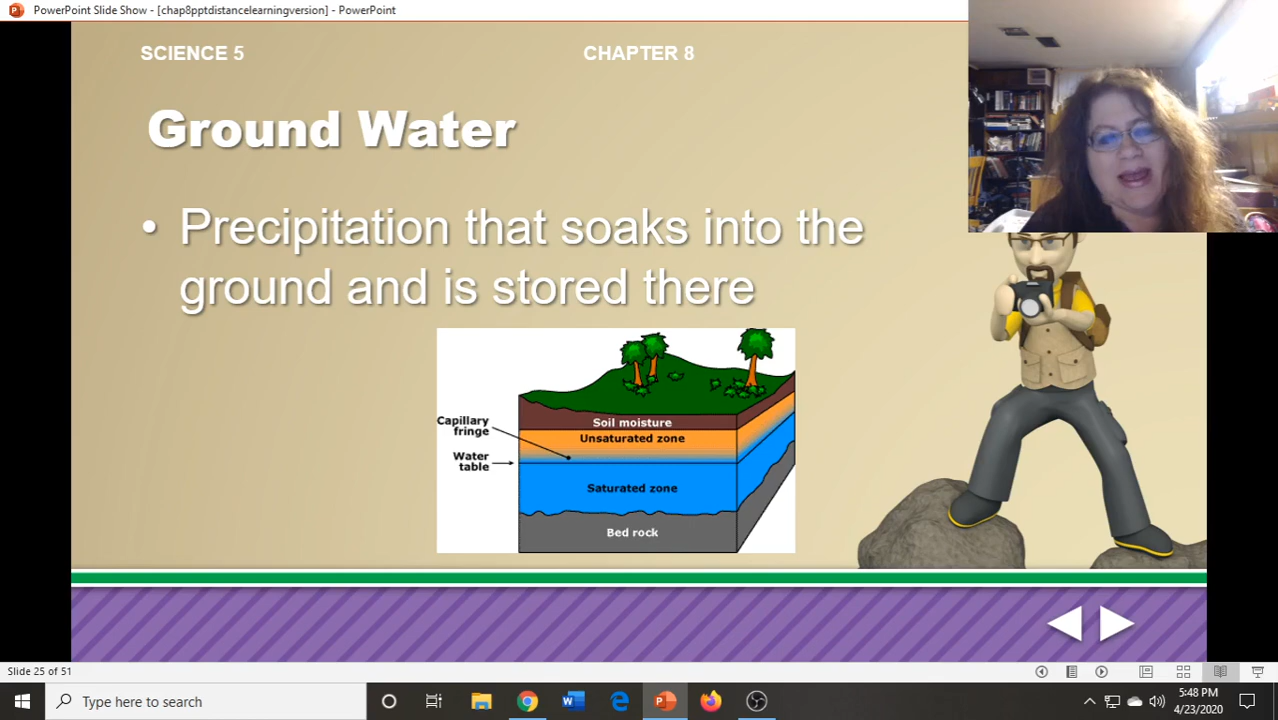 PowerPoint Slide Show - [chap8pptdistancelearningversion] - PowerPoint
SCIENCE 5
CHAPTER 8
Ground Water
• Precipitation that soaks into the
ground and is stored there
Soil moisture
Capillary
fringe
Unsaturated zone
Water
table
Saturated zone
Bed rock
Slide 25 of 51
Type here to search
5:48 PM
4/23/2020